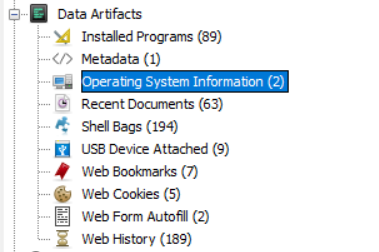 Data Artifacts
Installed Programs (89)
Metadata (1)
Operating System Information (2)
Recent Documents (63)
Shell Bags (194)
USB Device Attached (9)
Web Bookmarks (7)
Web Cookies (5)
Web Form Autofill (2)
Web History (189)